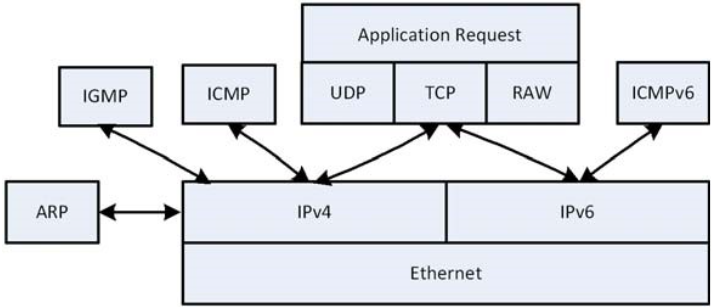 Application Request
IGMP
ICMP
UDP
TCP
RAW
ICMPv6
ARP
IPv4
IPv6
Ethernet